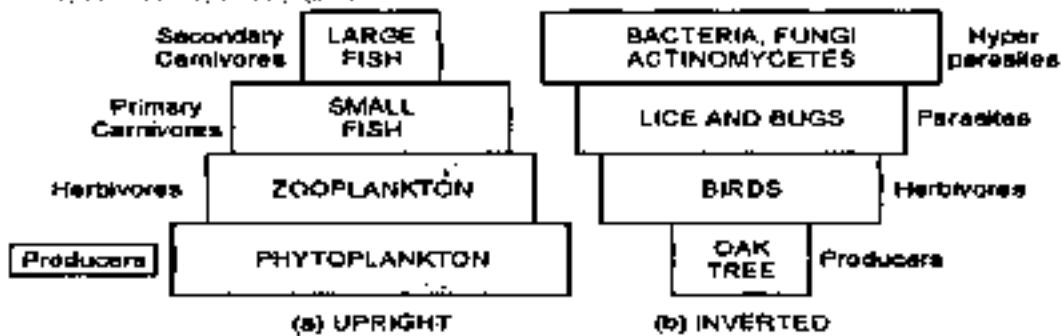 Secondary
Carnivores
LARGE
FISH
BACTERIA, FUNGI
ACTINOMYCETES
Hyper
parasites
Primary
Carnivores
SMALL
FISH
LICE AND BUGS
Parasites
Herbivores
ZOOPLANKTON
BIRDS
Herbivores
Producers
PHYTOPLANKTON
OAK
TREE
Producers
(a) UPRIGHT
(b) INVERTED